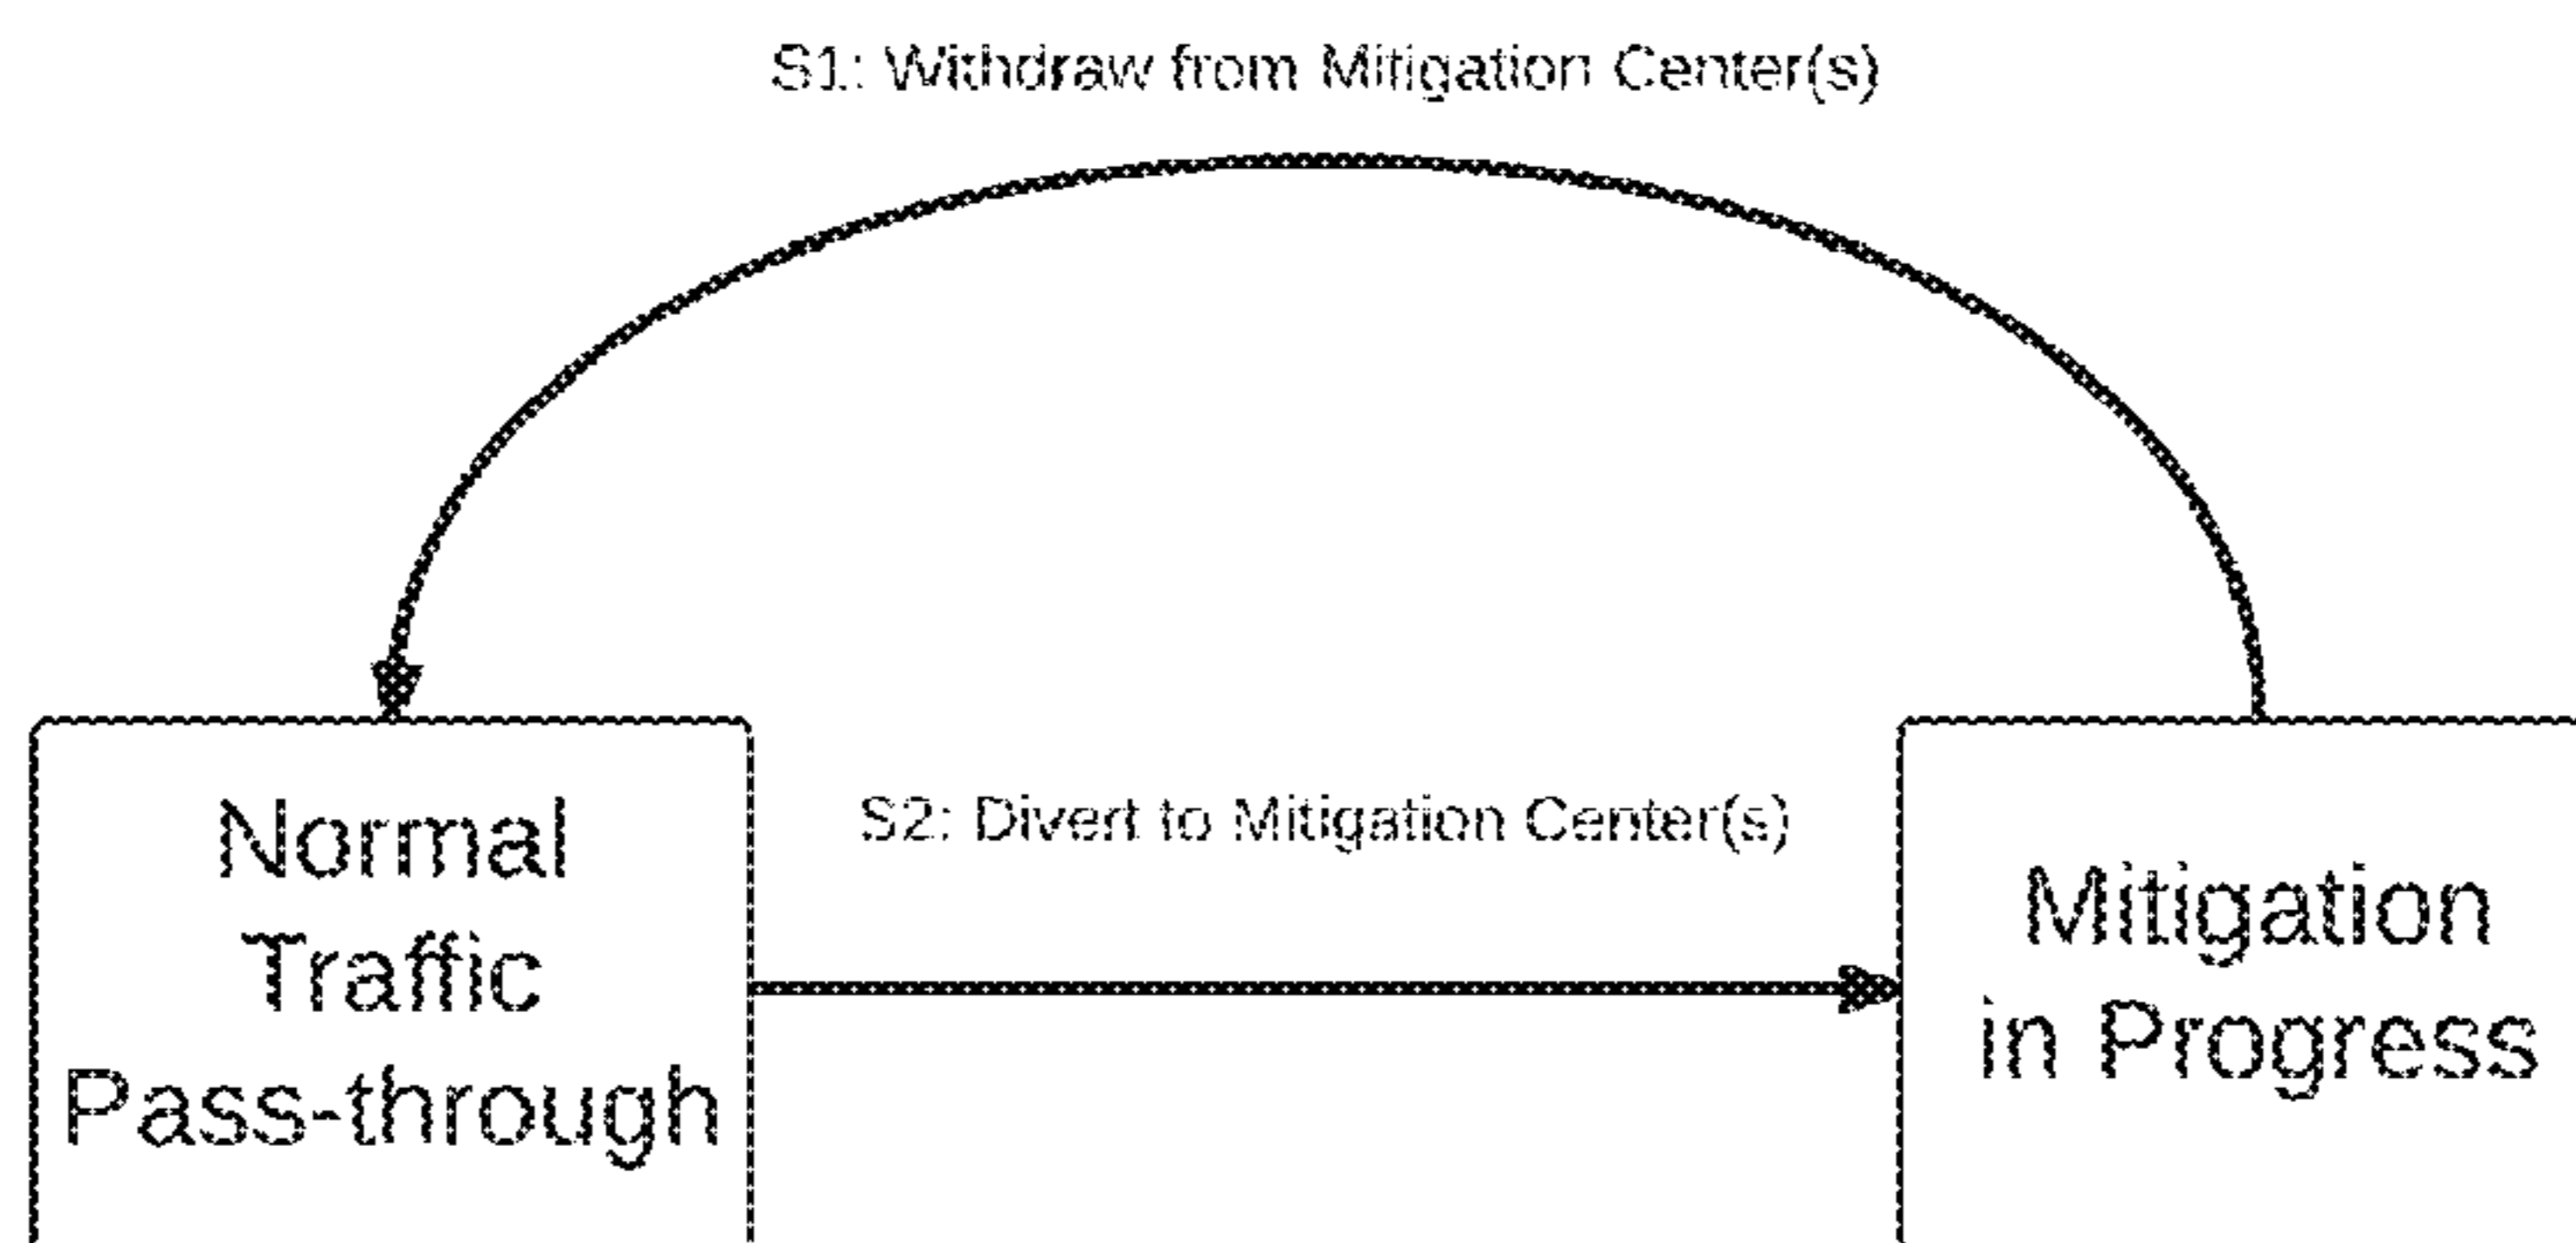 S1: Withdraw from Mitigation Center(s)
Normal
Traffic
Pass-through
S2: Divert to Mitigation Center(s)
Mitigation
in Progress